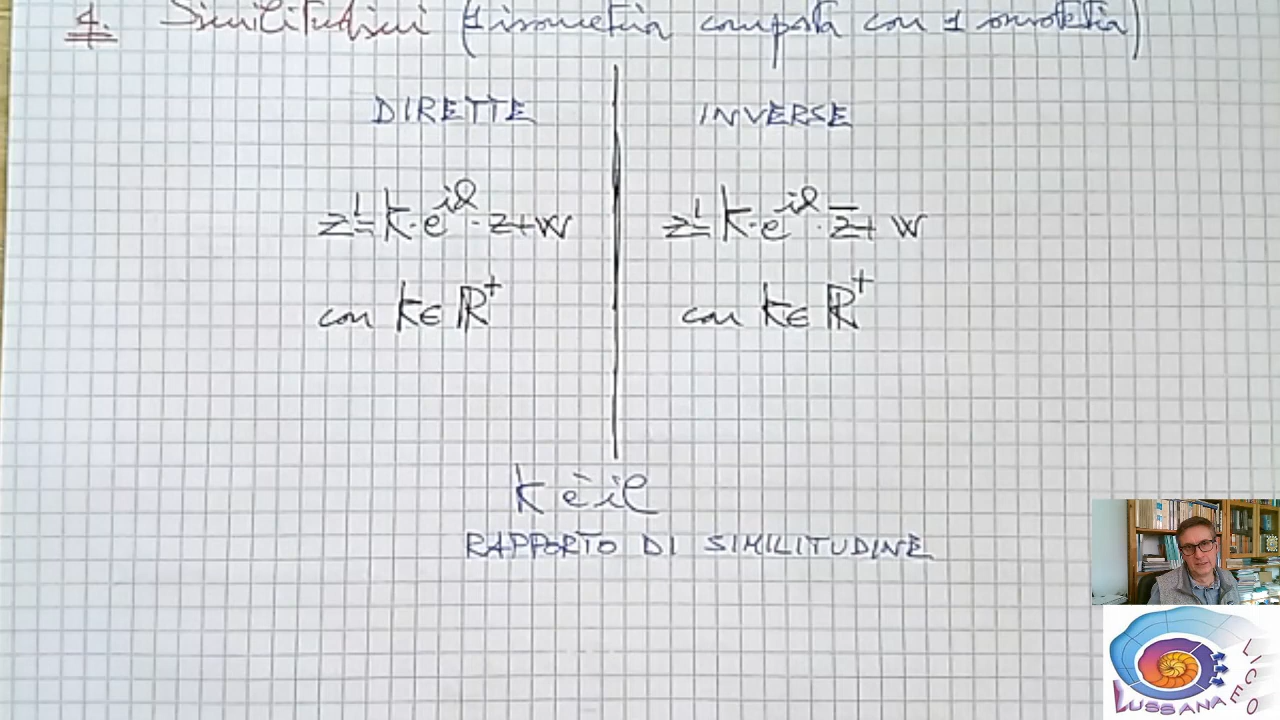 4. Similitudini (1 isometria composta con 1 omotetia)
DIRETTE
z' = k·e^{iϑ}·z+w
con k∈ℝ⁺
INVERSE
z' = k·e^{iϑ}·z̅+w
con k∈ℝ⁺
k è il
RAPPORTO DI SIMILITUDINE
LICEO
LUSSANA